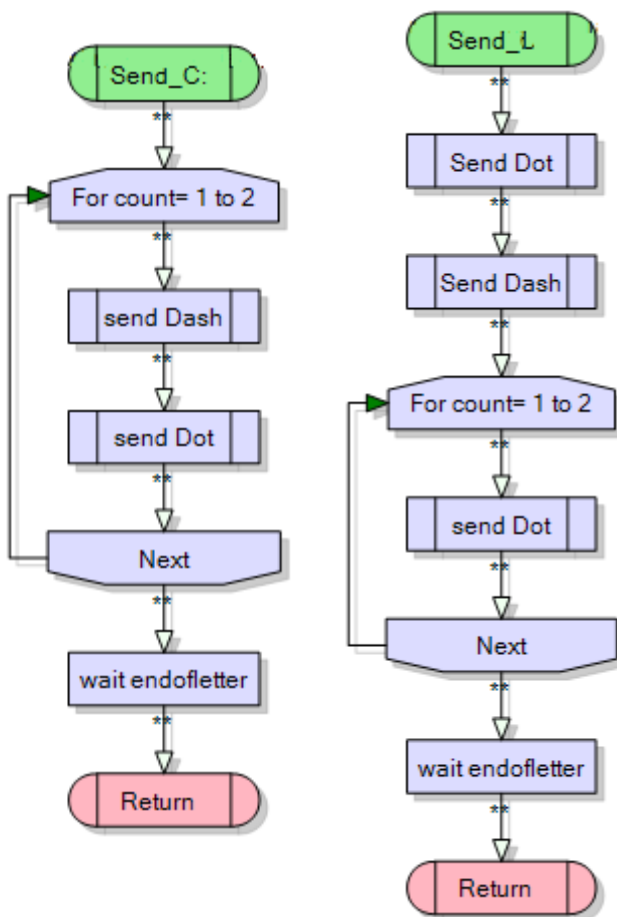 Send_C:
**
For count= 1 to 2
**
send Dash
**
send Dot
**
Next
**
wait endofletter
**
Return
Send_L
**
Send Dot
**
Send Dash
**
For count= 1 to 2
**
send Dot
**
Next
**
wait endofletter
**
Return